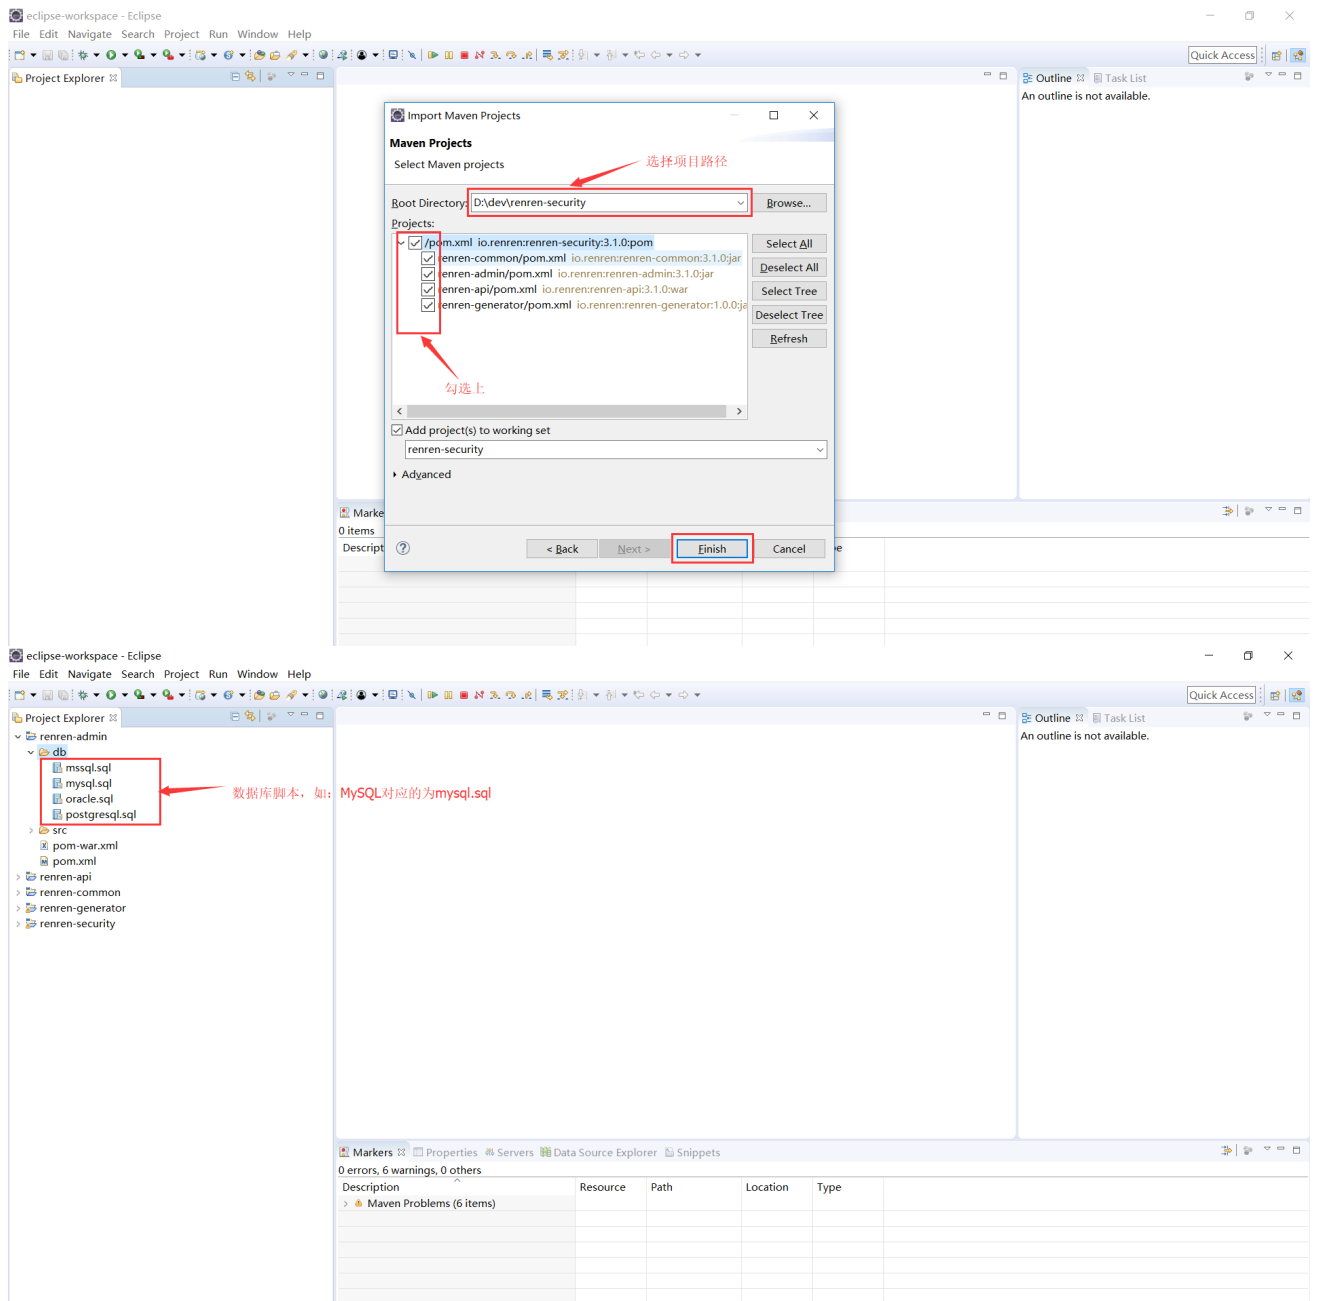 eclipse-workspace - Eclipse
File Edit Navigate Search Project Run Window Help
Quick Access
Project Explorer
Outline Task List
An outline is not available.
Import Maven Projects
Maven Projects
Select Maven projects
选择项目路径
Root Directory: D:\dev\renren-security Browse...
Projects:
/pom.xml io.renren:renren-security:3.1.0:pom
renren-common/pom.xml io.renren:renren-common:3.1.0:jar
renren-admin/pom.xml io.renren:renren-admin:3.1.0:jar
renren-api/pom.xml io.renren:renren-api:3.1.0:war
renren-generator/pom.xml io.renren:renren-generator:1.0.0:ja
Select All
Deselect All
Select Tree
Deselect Tree
Refresh
勾选上
Add project(s) to working set
renren-security
Advanced
Marke
0 items
Descript
pe
< Back Next > Finish Cancel
eclipse-workspace - Eclipse
File Edit Navigate Search Project Run Window Help
Quick Access
Project Explorer
Outline Task List
An outline is not available.
renren-admin
db
mssql.sql
mysql.sql
oracle.sql
postgresql.sql
数据库脚本，如：MySQL对应的为mysql.sql
src
pom-war.xml
pom.xml
renren-api
renren-common
renren-generator
renren-security
Markers Properties Servers Data Source Explorer Snippets
0 errors, 6 warnings, 0 others
Description Resource Path Location Type
Maven Problems (6 items)